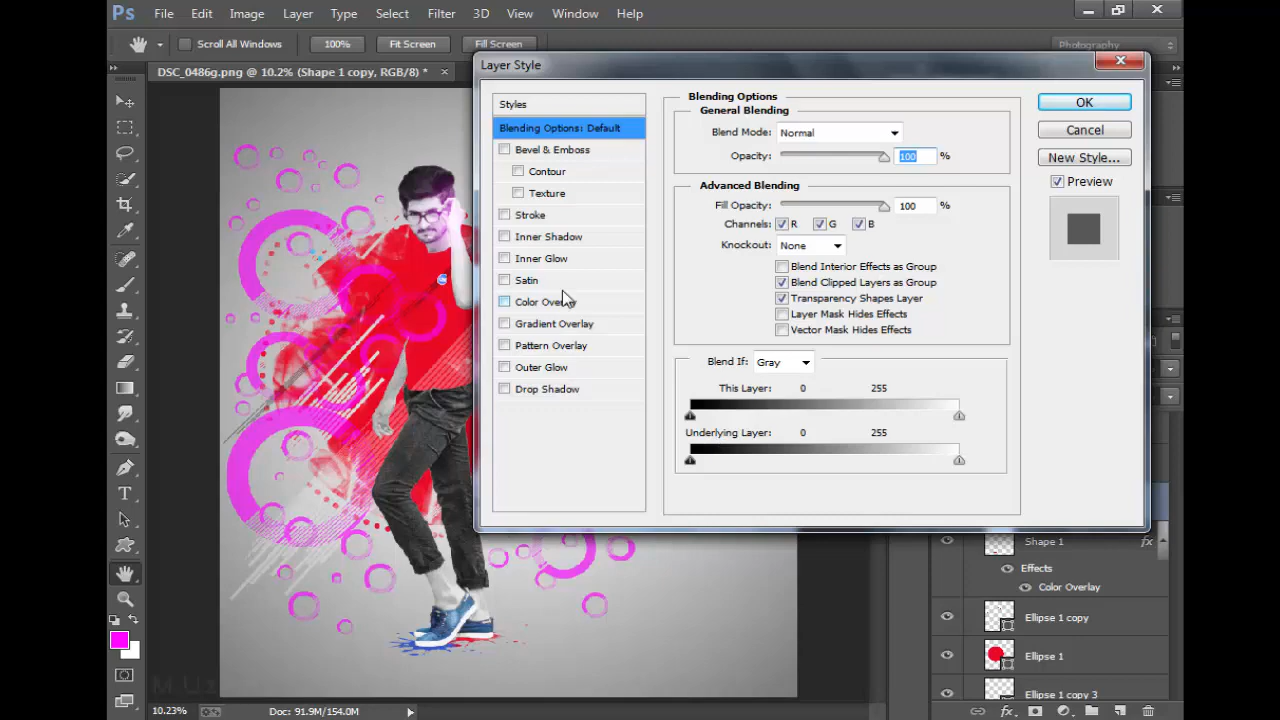 Ps File Edit Image Layer Type Select Filter 3D View Window Help
Scroll All Windows 100% Fit Screen Fill Screen Photography
DSC_0486g.png @ 10.2% (Shape 1 copy, RGB/8) *
Layer Style
Styles
Blending Options: Default
Bevel & Emboss
Contour
Texture
Stroke
Inner Shadow
Inner Glow
Satin
Color Overlay
Gradient Overlay
Pattern Overlay
Outer Glow
Drop Shadow
Blending Options
General Blending
Blend Mode: Normal
Opacity: 100 %
Advanced Blending
Fill Opacity: 100 %
Channels: R G B
Knockout: None
Blend Interior Effects as Group
Blend Clipped Layers as Group
Transparency Shapes Layer
Layer Mask Hides Effects
Vector Mask Hides Effects
Blend If: Gray
This Layer: 0 255
Underlying Layer: 0 255
OK
Cancel
New Style...
Preview
Shape 1 fx
Effects
Color Overlay
Ellipse 1 copy
Ellipse 1
Ellipse 1 copy 3
10.23% Doc: 91.9M/154.0M